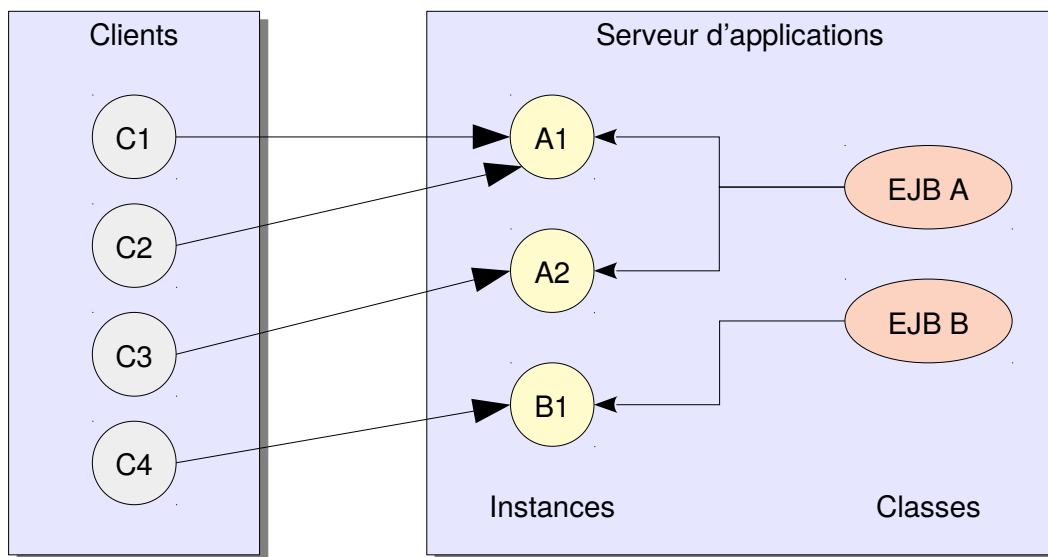 Clients
Serveur d'applications
C1
A1
EJB A
C2
A2
EJB B
C3
B1
C4
Instances
Classes